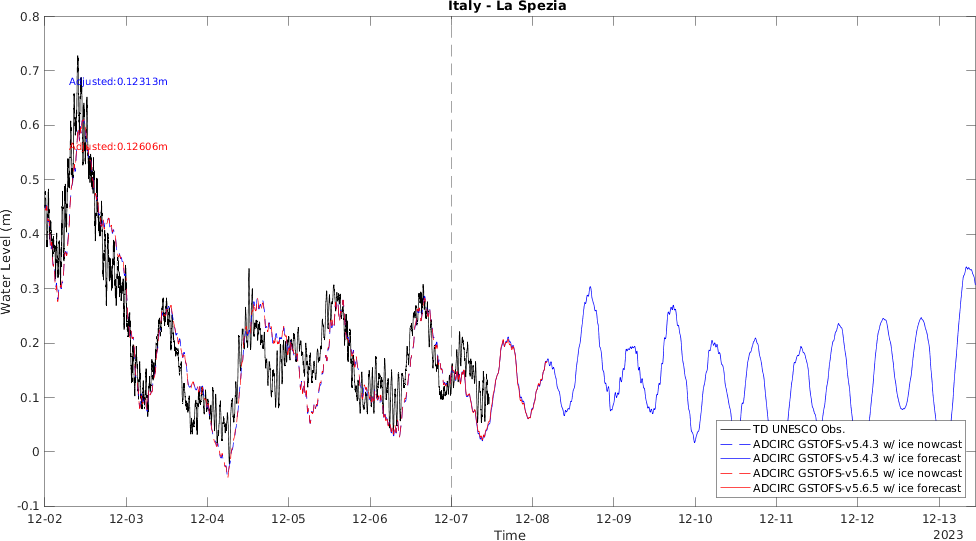 Italy - La Spezia
0.8
0.7
0.6
0.5
0.4
0.3
0.2
0.1
0
-0.1
Water Level (m)
Adjusted:0.12313m
Adjusted:0.12606m
TD UNESCO Obs.
ADCIRC GSTOFS-v5.4.3 w/ ice nowcast
ADCIRC GSTOFS-v5.4.3 w/ ice forecast
ADCIRC GSTOFS-v5.6.5 w/ ice nowcast
ADCIRC GSTOFS-v5.6.5 w/ ice forecast
12-02 12-03 12-04 12-05 12-06 12-07 12-08 12-09 12-10 12-11 12-12 12-13
Time
2023